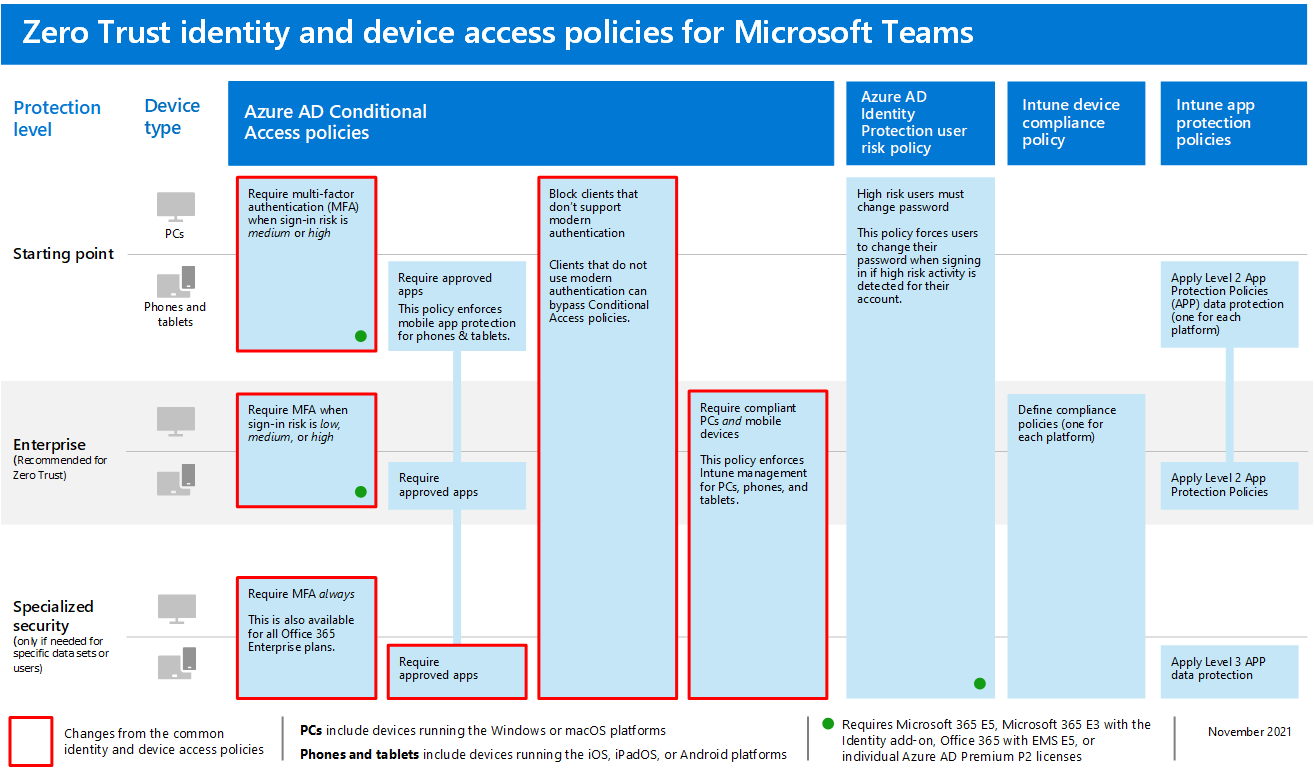 Zero Trust identity and device access policies for Microsoft Teams
Protection
level
Device
type
Azure AD Conditional
Access policies
Azure AD
Identity
Protection user
risk policy
Intune device
compliance
policy
Intune app
protection
policies
Starting point
PCs
Phones and
tablets
Require multi-factor
authentication (MFA)
when sign-in risk is
medium or high
Require approved
apps
This policy enforces
mobile app protection
for phones & tablets.
Block clients that
don't support
modern
authentication
Clients that do not
use modern
authentication can
bypass Conditional
Access policies.
High risk users must
change password
This policy forces users
to change their
password when signing
in if high risk activity is
detected for their
account.
Apply Level 2 App
Protection Policies
(APP) data protection
(one for each
platform)
Enterprise
(Recommended for
Zero Trust)
Require MFA when
sign-in risk is low,
medium, or high
Require
approved apps
Require compliant
PCs and mobile
devices
This policy enforces
Intune management
for PCs, phones, and
tablets.
Define compliance
policies (one for
each platform)
Apply Level 2 App
Protection Policies
Specialized
security
(only if needed for
specific data sets or
users)
Require MFA always
This is also available
for all Office 365
Enterprise plans.
Require
approved apps
Apply Level 3 APP
data protection
Changes from the common
identity and device access policies
PCs include devices running the Windows or macOS platforms
Phones and tablets include devices running the iOS, iPadOS, or Android platforms
Requires Microsoft 365 E5, Microsoft 365 E3 with the
Identity add-on, Office 365 with EMS E5, or
individual Azure AD Premium P2 licenses
November 2021